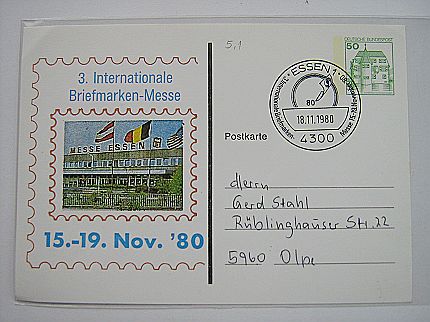 5,1
3. Internationale
Briefmarken-Messe
MESSE ESSEN
15.-19. Nov. '80
DEUTSCHE BUNDESPOST
50
ESSEN 1
80
18.11.1980
4300
Postkarte
Herrn
Gerd Stahl
Rüblinghauser Str. 22
5960 Olpe